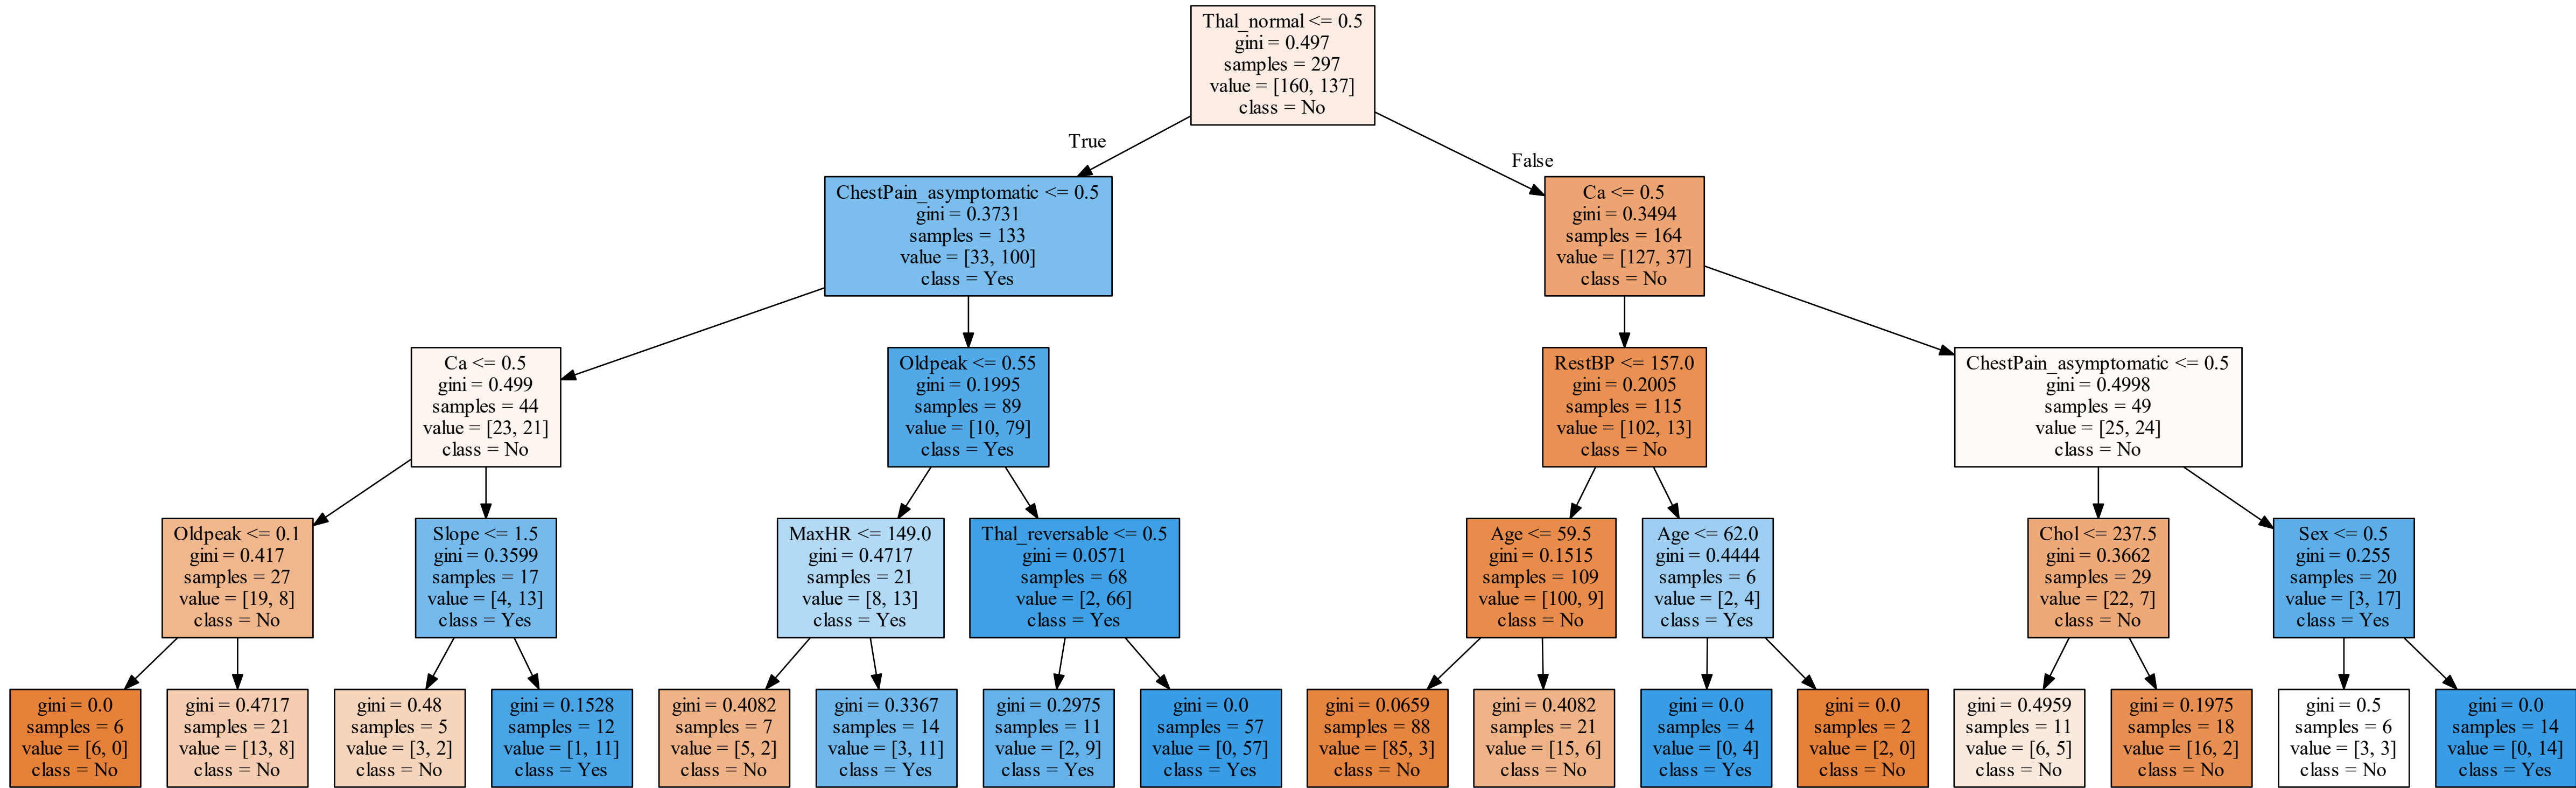 Thal_normal <= 0.5
gini = 0.497
samples = 297
value = [160, 137]
class = No
True
False
ChestPain_asymptomatic <= 0.5
gini = 0.3731
samples = 133
value = [33, 100]
class = Yes
Ca <= 0.5
gini = 0.3494
samples = 164
value = [127, 37]
class = No
Ca <= 0.5
gini = 0.499
samples = 44
value = [23, 21]
class = No
Oldpeak <= 0.55
gini = 0.1995
samples = 89
value = [10, 79]
class = Yes
RestBP <= 157.0
gini = 0.2005
samples = 115
value = [102, 13]
class = No
ChestPain_asymptomatic <= 0.5
gini = 0.4998
samples = 49
value = [25, 24]
class = No
Oldpeak <= 0.1
gini = 0.417
samples = 27
value = [19, 8]
class = No
Slope <= 1.5
gini = 0.3599
samples = 17
value = [4, 13]
class = Yes
MaxHR <= 149.0
gini = 0.4717
samples = 21
value = [8, 13]
class = Yes
Thal_reversable <= 0.5
gini = 0.0571
samples = 68
value = [2, 66]
class = Yes
Age <= 59.5
gini = 0.1515
samples = 109
value = [100, 9]
class = No
Age <= 62.0
gini = 0.4444
samples = 6
value = [2, 4]
class = Yes
Chol <= 237.5
gini = 0.3662
samples = 29
value = [22, 7]
class = No
Sex <= 0.5
gini = 0.255
samples = 20
value = [3, 17]
class = Yes
gini = 0.0
samples = 6
value = [6, 0]
class = No
gini = 0.4717
samples = 21
value = [13, 8]
class = No
gini = 0.48
samples = 5
value = [3, 2]
class = No
gini = 0.1528
samples = 12
value = [1, 11]
class = Yes
gini = 0.4082
samples = 7
value = [5, 2]
class = No
gini = 0.3367
samples = 14
value = [3, 11]
class = Yes
gini = 0.2975
samples = 11
value = [2, 9]
class = Yes
gini = 0.0
samples = 57
value = [0, 57]
class = Yes
gini = 0.0659
samples = 88
value = [85, 3]
class = No
gini = 0.4082
samples = 21
value = [15, 6]
class = No
gini = 0.0
samples = 4
value = [0, 4]
class = Yes
gini = 0.0
samples = 2
value = [2, 0]
class = No
gini = 0.4959
samples = 11
value = [6, 5]
class = No
gini = 0.1975
samples = 18
value = [16, 2]
class = No
gini = 0.5
samples = 6
value = [3, 3]
class = No
gini = 0.0
samples = 14
value = [0, 14]
class = Yes